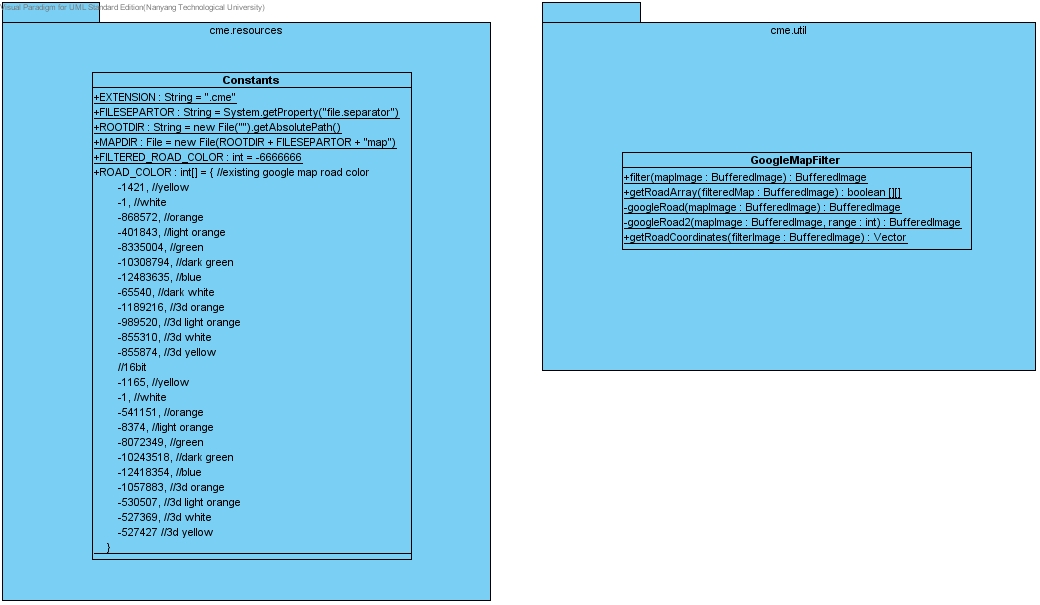 Visual Paradigm for UML Standard Edition(Nanyang Technological University)
cme.resources
Constants
+EXTENSION : String = ".cme"
+FILESEPARTOR : String = System.getProperty("file.separator")
+ROOTDIR : String = new File("").getAbsolutePath()
+MAPDIR : File = new File(ROOTDIR + FILESEPARTOR + "map")
+FILTERED_ROAD_COLOR : int = -6666666
+ROAD_COLOR : int[] = { //existing google map road color
-1421, //yellow
-1, //white
-868572, //orange
-401843, //light orange
-8335004, //green
-10308794, //dark green
-12483635, //blue
-65540, //dark white
-1189216, //3d orange
-989520, //3d light orange
-855310, //3d white
-855874, //3d yellow
//16bit
-1165, //yellow
-1, //white
-541151, //orange
-8374, //light orange
-8072349, //green
-10243518, //dark green
-12418354, //blue
-1057883, //3d orange
-530507, //3d light orange
-527369, //3d white
-527427 //3d yellow
}
cme.util
GoogleMapFilter
+filter(mapImage : BufferedImage) : BufferedImage
+getRoadArray(filteredMap : BufferedImage) : boolean [][]
-googleRoad(mapImage : BufferedImage) : BufferedImage
-googleRoad2(mapImage : BufferedImage, range : int) : BufferedImage
+getRoadCoordinates(filterImage : BufferedImage) : Vector